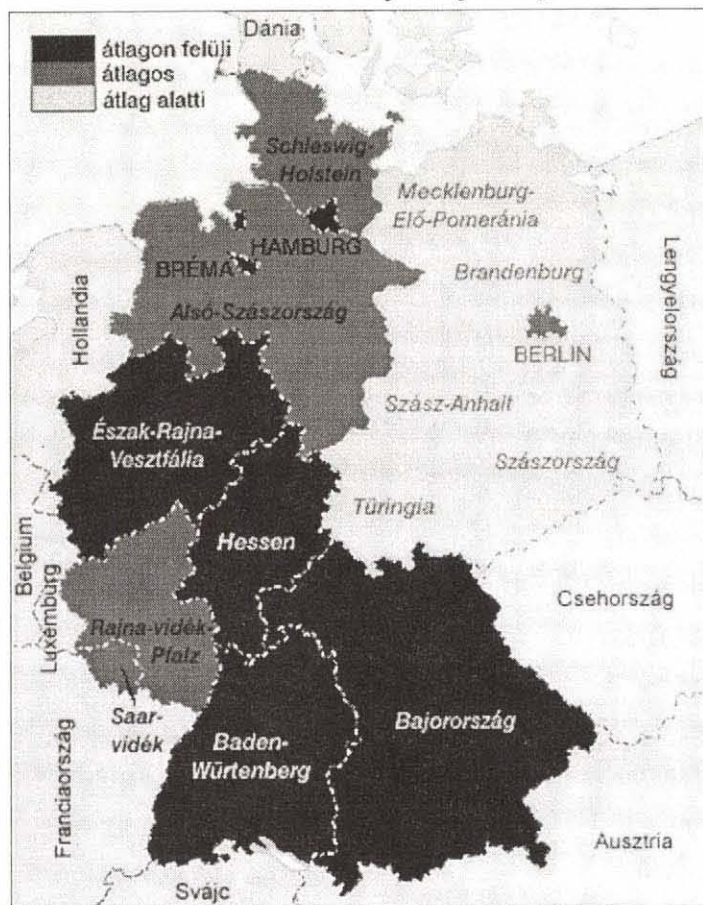 Dánia
átlagon felüli
átlagos
átlag alatti
Schleswig-
Holstein
Mecklenburg-
Elő-Pomeránia
HAMBURG
BRÉMA
Brandenburg
Lengyelország
Hollandia
Alsó-Szászország
BERLIN
Szász-Anhalt
Észak-Rajna-
Vesztfália
Szászország
Türingia
Hessen
Belgium
Luxemburg
Csehország
Rajna-vidék-
Pfalz
Saar-
vidék
Bajorország
Baden-
Würtenberg
Franciaország
Ausztria
Svájc